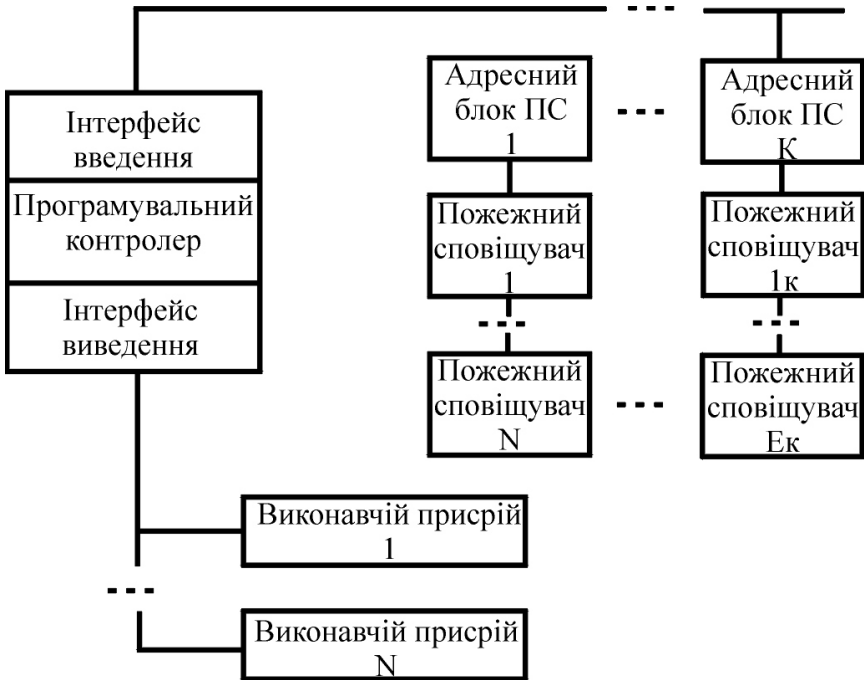 Інтерфейс
введення
Програмувальний
контролер
Інтерфейс
виведення
Адресний
блок ПС
1
Адресний
блок ПС
К
Пожежний
сповіщувач
1
Пожежний
сповіщувач
1к
Пожежний
сповіщувач
N
Пожежний
сповіщувач
Ек
Виконавчій присрій
1
Виконавчій присрій
N